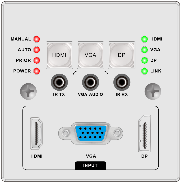 MANUAL HDMI
AUTO HDMI VGA DP VGA
PRIOR DP
POWER LINK
IR TX VGA AUDIO IR RX
HDMI VGA DP
INPUT